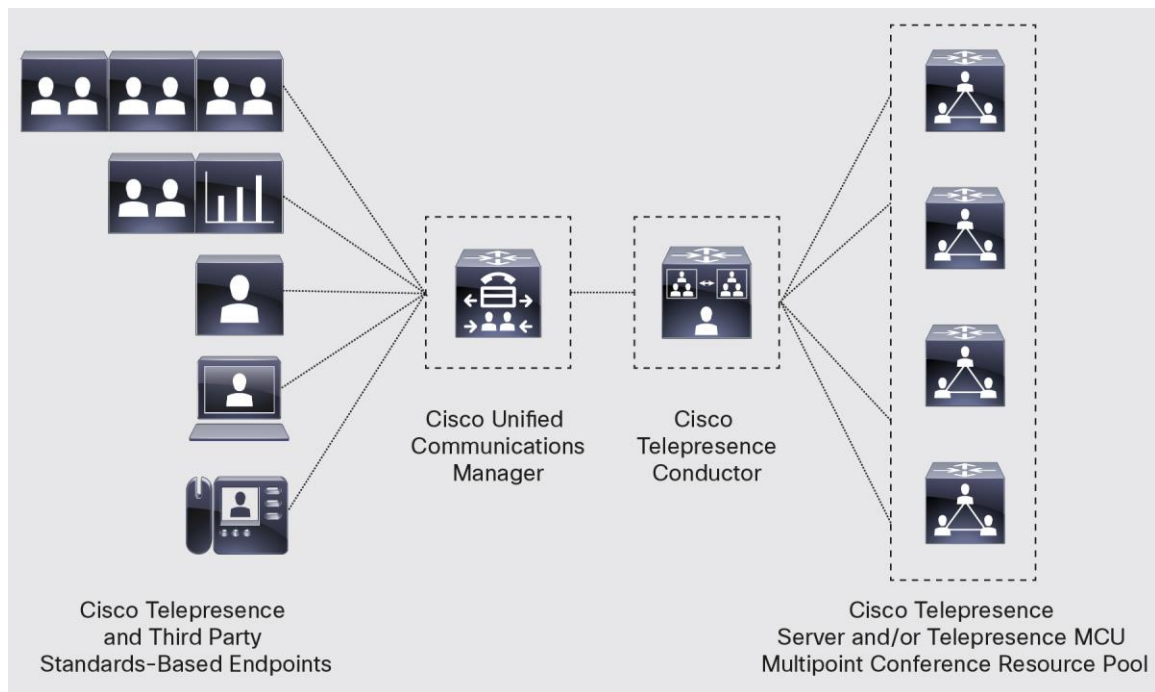 Cisco Unified
Communications
Manager
Cisco
Telepresence
Conductor
Cisco Telepresence
and Third Party
Standards-Based Endpoints
Cisco Telepresence
Server and/or Telepresence MCU
Multipoint Conference Resource Pool